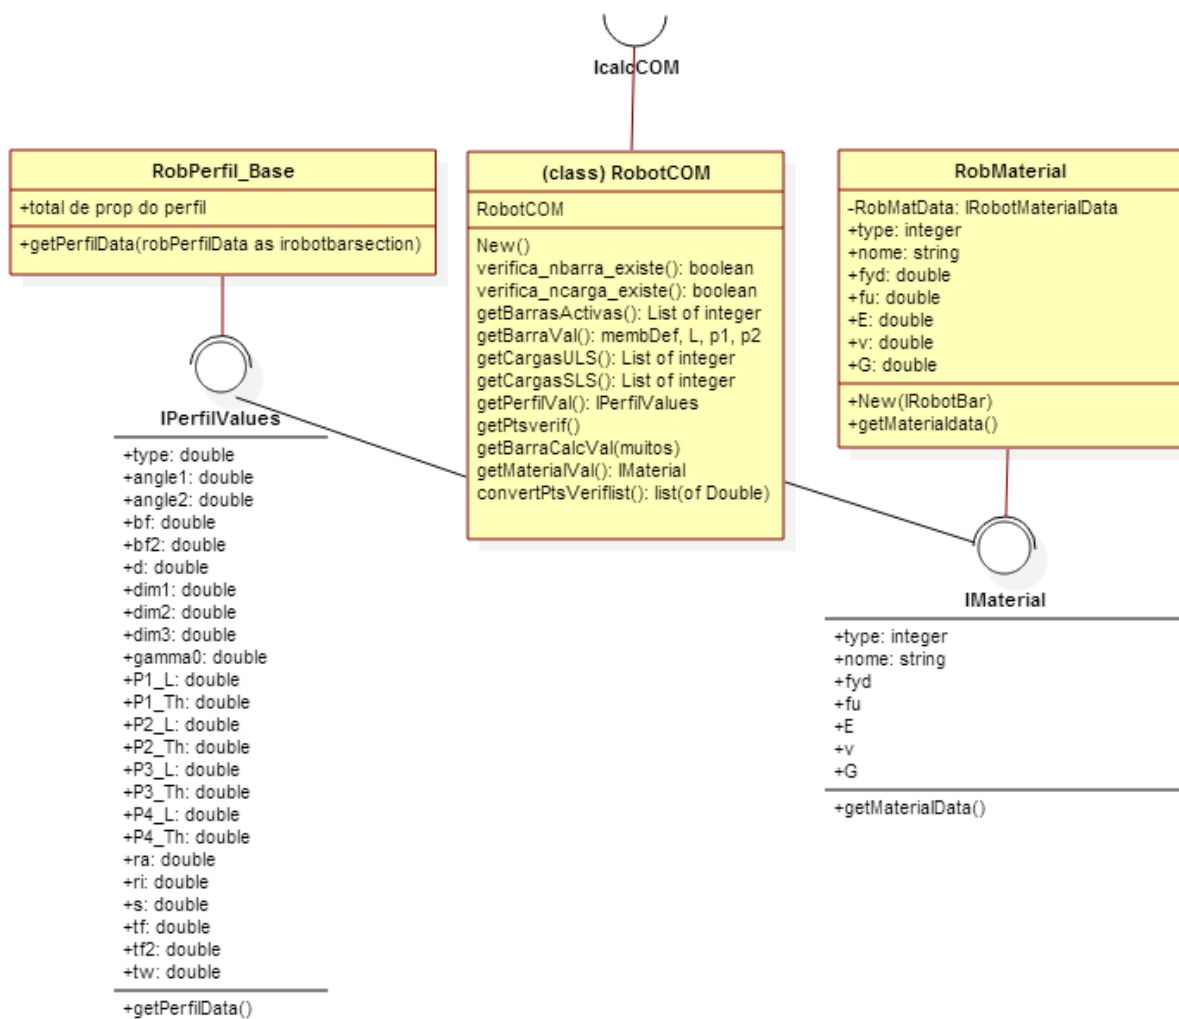 IcalcCOM
RobPerfil_Base
+total de prop do perfil
+getPerfilData(robPerfilData as irobotbarsection)
(class) RobotCOM
RobotCOM
New()
verifica_nbarra_existe(): boolean
verifica_ncarga_existe(): boolean
getBarrasActivas(): List of integer
getBarraVal(): membDef, L, p1, p2
getCargasULS(): List of integer
getCargasSLS(): List of integer
getPerfilVal(): IPerfilValues
getPtsverif()
getBarraCalcVal(muitos)
getMaterialVal(): IMaterial
convertPtsVeriflist(): list(of Double)
RobMaterial
-RobMatData: IRobotMaterialData
+type: integer
+nome: string
+fyd: double
+fu: double
+E: double
+v: double
+G: double
+New(IRobotBar)
+getMaterialdata()
IPerfilValues
+type: double
+angle1: double
+angle2: double
+bf: double
+bf2: double
+d: double
+dim1: double
+dim2: double
+dim3: double
+gamma0: double
+P1_L: double
+P1_Th: double
+P2_L: double
+P2_Th: double
+P3_L: double
+P3_Th: double
+P4_L: double
+P4_Th: double
+ra: double
+ri: double
+s: double
+tf: double
+tf2: double
+tw: double
+getPerfilData()
IMaterial
+type: integer
+nome: string
+fyd
+fu
+E
+v
+G
+getMaterialData()